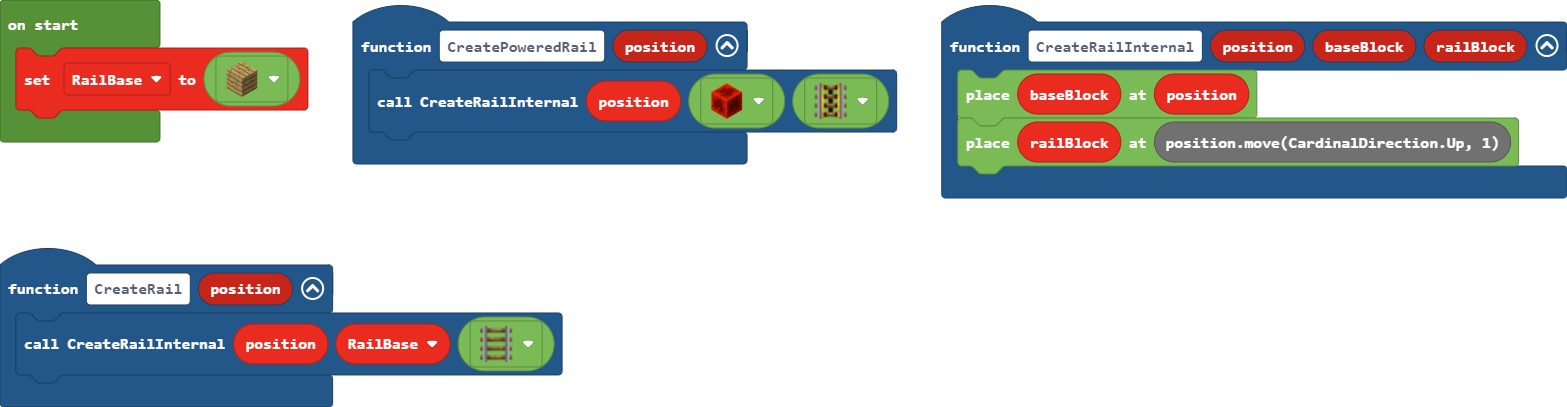 on start
set RailBase to
function CreatePoweredRail position
call CreateRailInternal position
function CreateRailInternal position baseBlock railBlock
place baseBlock at position
place railBlock at position.move(CardinalDirection.Up, 1)
function CreateRail position
call CreateRailInternal position RailBase